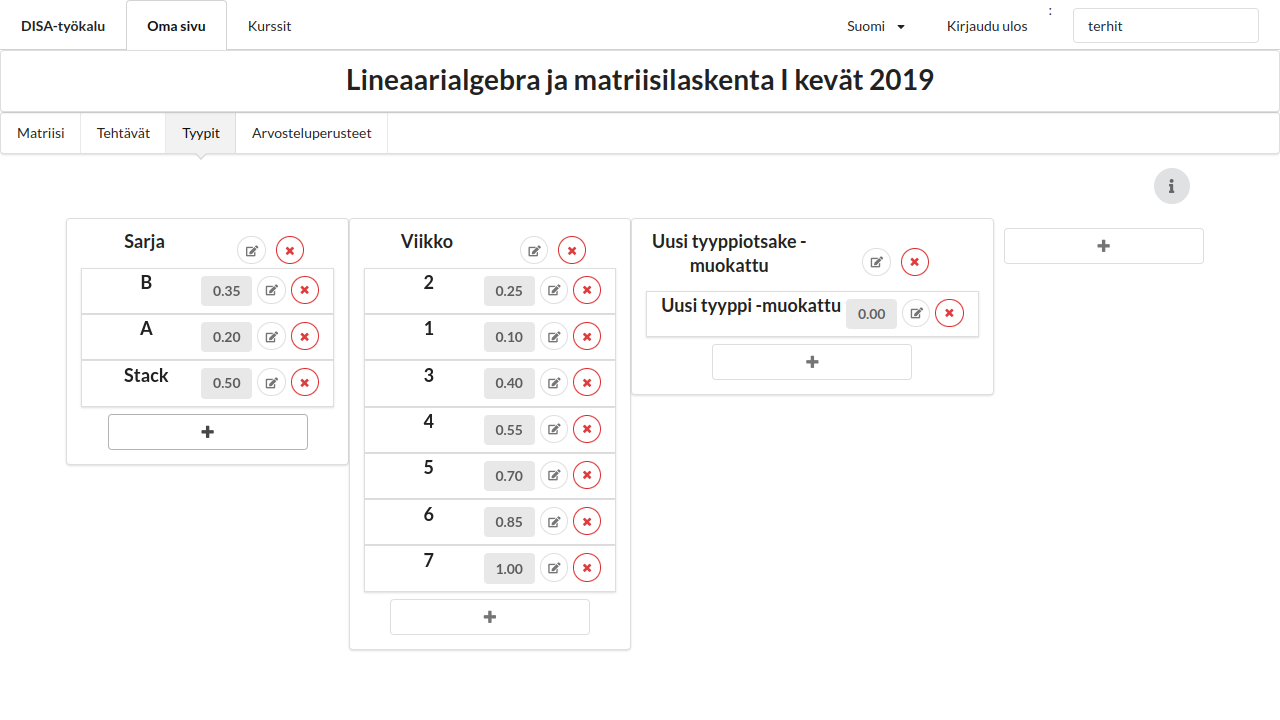 DISA-työkalu Oma sivu Kurssit Suomi Kirjaudu ulos : terhit
Lineaarialgebra ja matriisilaskenta I kevät 2019
Matriisi Tehtävät Tyypit Arvosteluperusteet
i
Sarja
B 0.35
A 0.20
Stack 0.50
Viikko
2 0.25
1 0.10
3 0.40
4 0.55
5 0.70
6 0.85
7 1.00
Uusi tyyppiotsake -
muokattu
Uusi tyyppi -muokattu 0.00